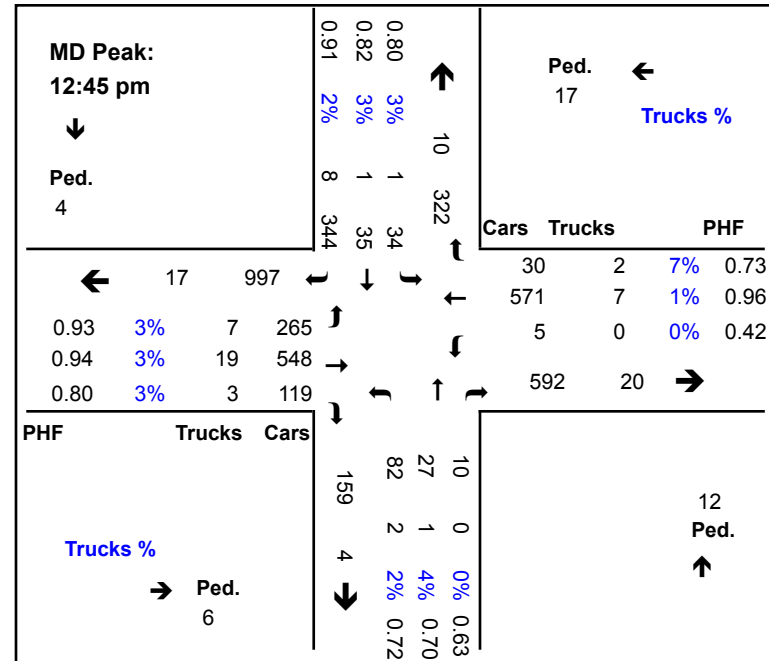 MD Peak:
12:45 pm
Ped.
4
0.91 2% 8 344
0.82 3% 1 35
0.80 3% 1 34
10 322
Ped.
17
Trucks %
Cars Trucks PHF
30 2 7% 0.73
571 7 1% 0.96
5 0 0% 0.42
592 20
17 997
0.93 3% 7 265
0.94 3% 19 548
0.80 3% 3 119
PHF Trucks Cars
159 4
82 2 2% 0.72
27 1 4% 0.70
10 0 0% 0.63
Trucks %
Ped.
6
12
Ped.